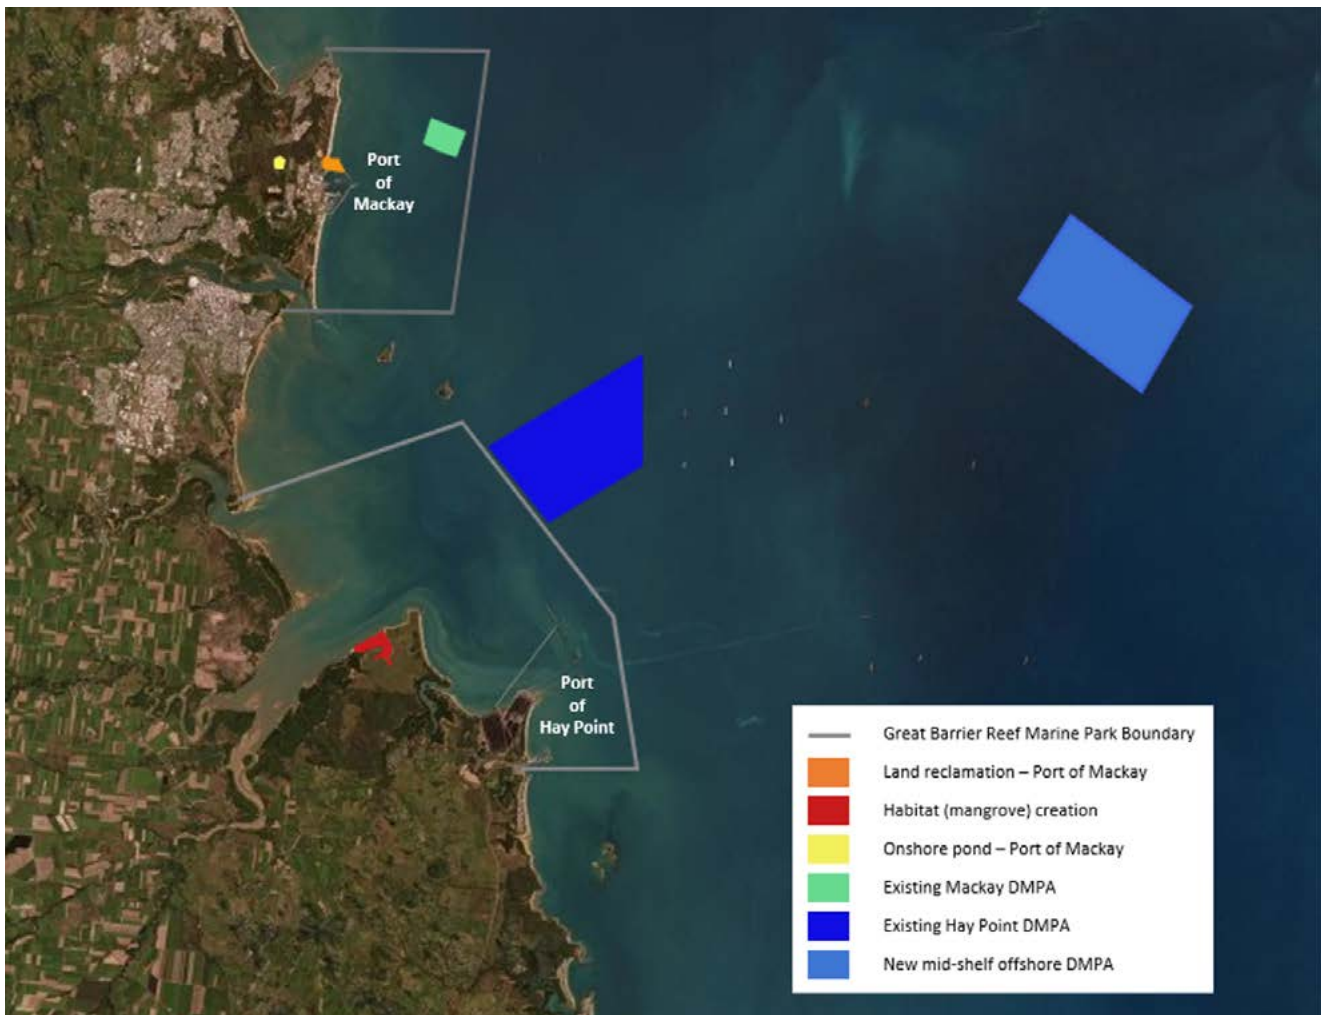 Port
of
Mackay
Port
of
Hay Point
Great Barrier Reef Marine Park Boundary
Land reclamation – Port of Mackay
Habitat (mangrove) creation
Onshore pond – Port of Mackay
Existing Mackay DMPA
Existing Hay Point DMPA
New mid-shelf offshore DMPA